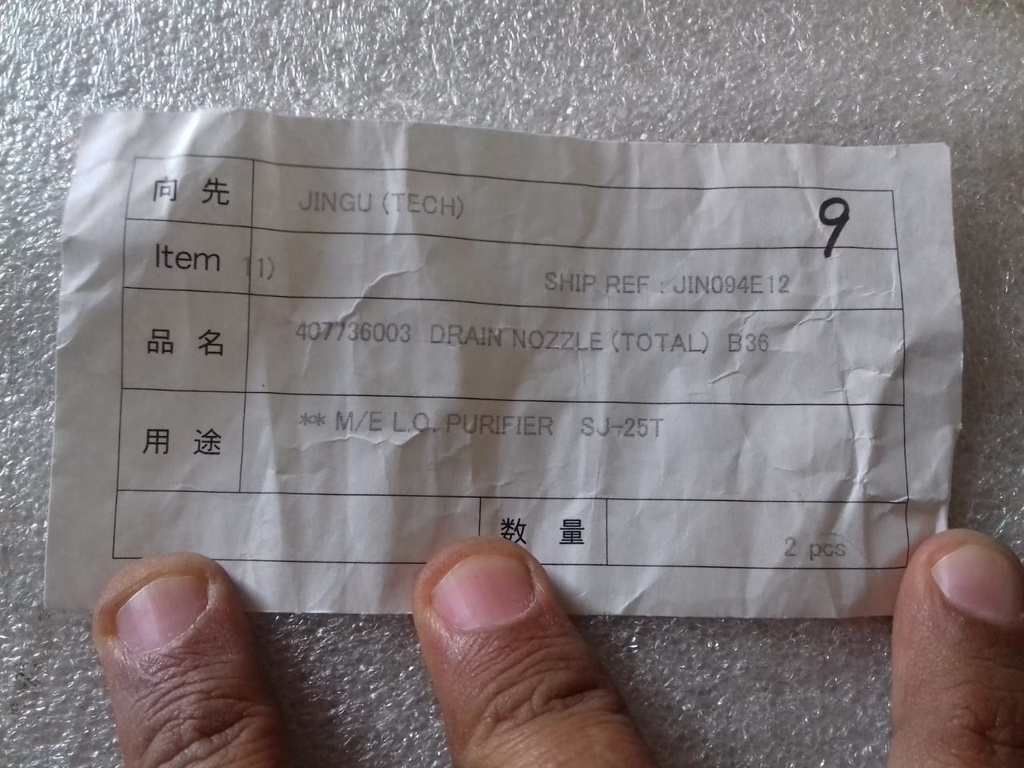 向先 JINGU (TECH) 9
Item 11) SHIP REF : JIN094E12
品名 407736003 DRAIN NOZZLE (TOTAL) B36
用途 ** M/E L.O. PURIFIER SJ-25T
数量 2 pcs